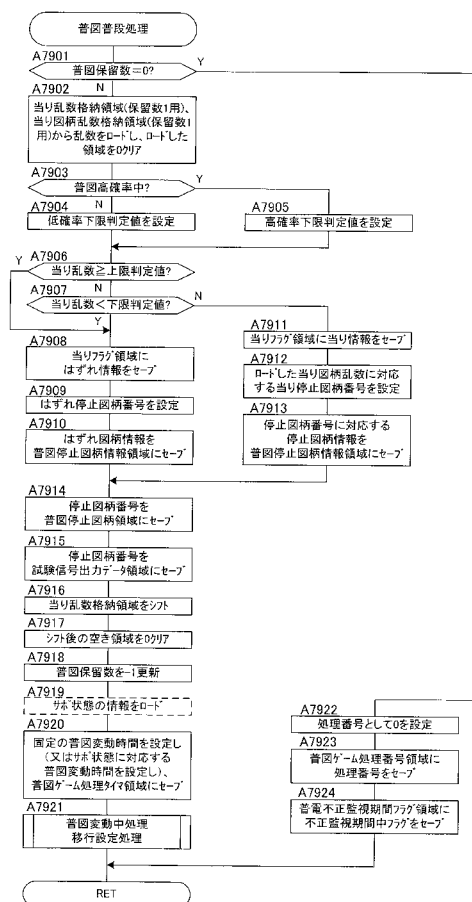 普図普段処理
A7901
普図保留数=0?
Y
N
A7902
当り乱数格納領域(保留数1用)、
当り図柄乱数格納領域(保留数1
用)から乱数をロードし、ロードした
領域を0クリア
A7903
普図高確率中?
Y
N
A7904
低確率下限判定値を設定
A7905
高確率下限判定値を設定
A7906
当り乱数≧上限判定値?
Y
N
A7907
当り乱数<下限判定値?
N
Y
A7908
当りフラグ領域に
はずれ情報をセーブ
A7909
はずれ停止図柄番号を設定
A7910
はずれ図柄情報を
普図停止図柄情報領域にセーブ
A7911
当りフラグ領域に当り情報をセーブ
A7912
ロードした当り図柄乱数に対応
する当り停止図柄番号を設定
A7913
停止図柄番号に対応する
停止図柄情報を
普図停止図柄情報領域にセーブ
A7914
停止図柄番号を
普図停止図柄領域にセーブ
A7915
停止図柄番号を
試験信号出力データ領域にセーブ
A7916
当り乱数格納領域をシフト
A7917
シフト後の空き領域を0クリア
A7918
普図保留数を-1更新
A7919
サポ状態の情報をロード
A7920
固定の普図変動時間を設定し
(又はサポ状態に対応する
普図変動時間を設定し)、
普図ゲーム処理タイマ領域にセーブ
A7921
普図変動中処理
移行設定処理
A7922
処理番号として0を設定
A7923
普図ゲーム処理番号領域に
処理番号をセーブ
A7924
普電不正監視期間フラグ領域に
不正監視期間中フラグをセーブ
RET